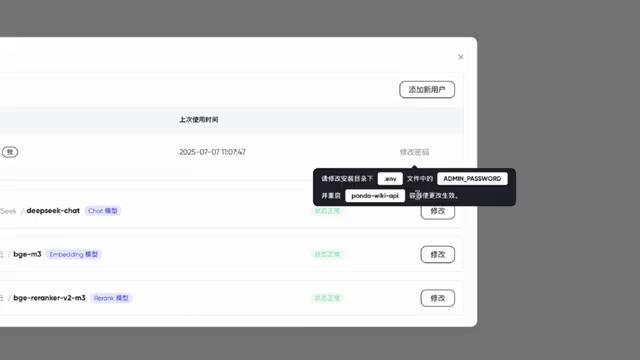 ×
添加新用户
上次使用时间
我 2025-07-07 11:07:47 修改密码
请修改安装目录下 .env 文件中的 ADMIN_PASSWORD
并重启 panda-wiki-api 容器使更改生效。
Seek / deepseek-chat Chat 模型 状态正常 修改
/ bge-m3 Embedding 模型 状态正常 修改
/ bge-reranker-v2-m3 Rerank 模型 状态正常 修改